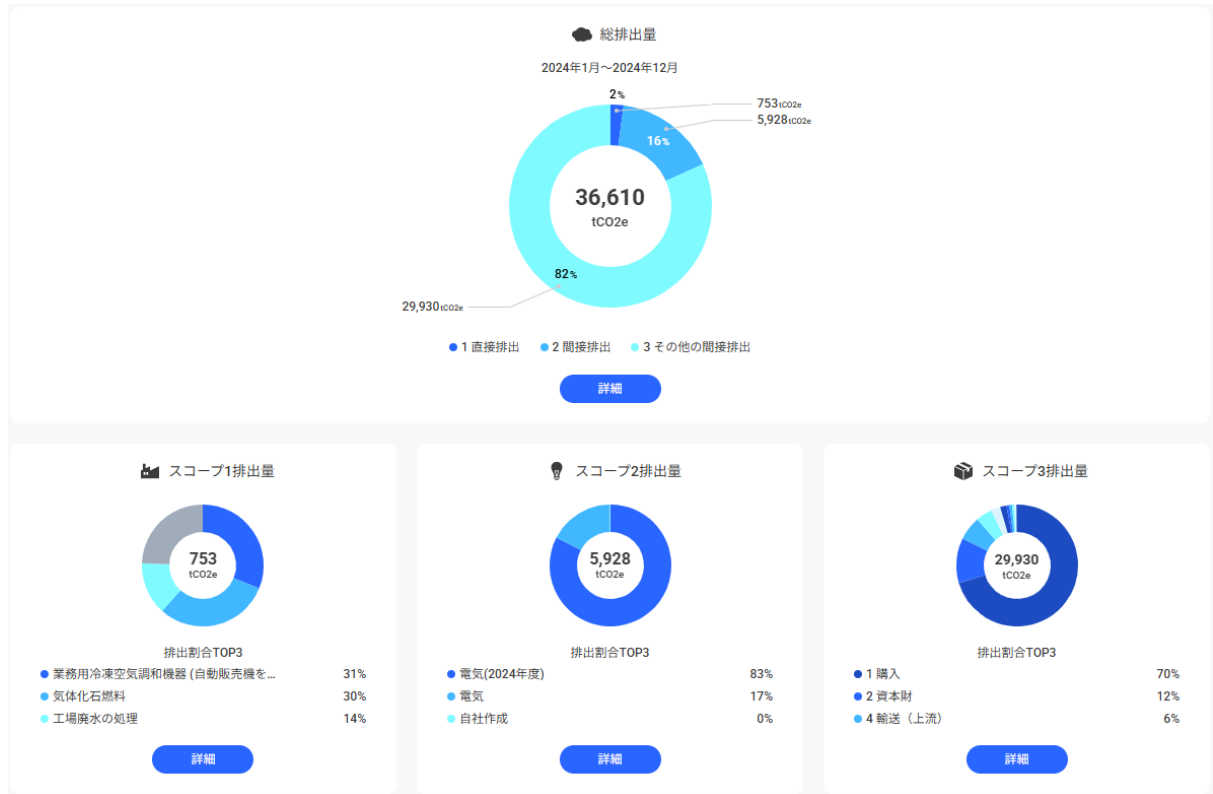 総排出量
2024年1月〜2024年12月
2%
753tCO2e
5,928tCO2e
16%
36,610
tCO2e
82%
29,930tCO2e
1 直接排出 2 間接排出 3 その他の間接排出
詳細
スコープ1排出量
753
tCO2e
排出割合TOP3
業務用冷凍空気調和機器 (自動販売機を... 31%
気体化石燃料 30%
工場廃水の処理 14%
詳細
スコープ2排出量
5,928
tCO2e
排出割合TOP3
電気(2024年度) 83%
電気 17%
自社作成 0%
詳細
スコープ3排出量
29,930
tCO2e
排出割合TOP3
1 購入 70%
2 資本財 12%
4 輸送（上流） 6%
詳細